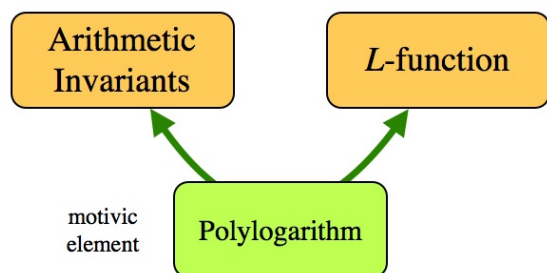 Arithmetic
Invariants
L-function
motivic
element
Polylogarithm